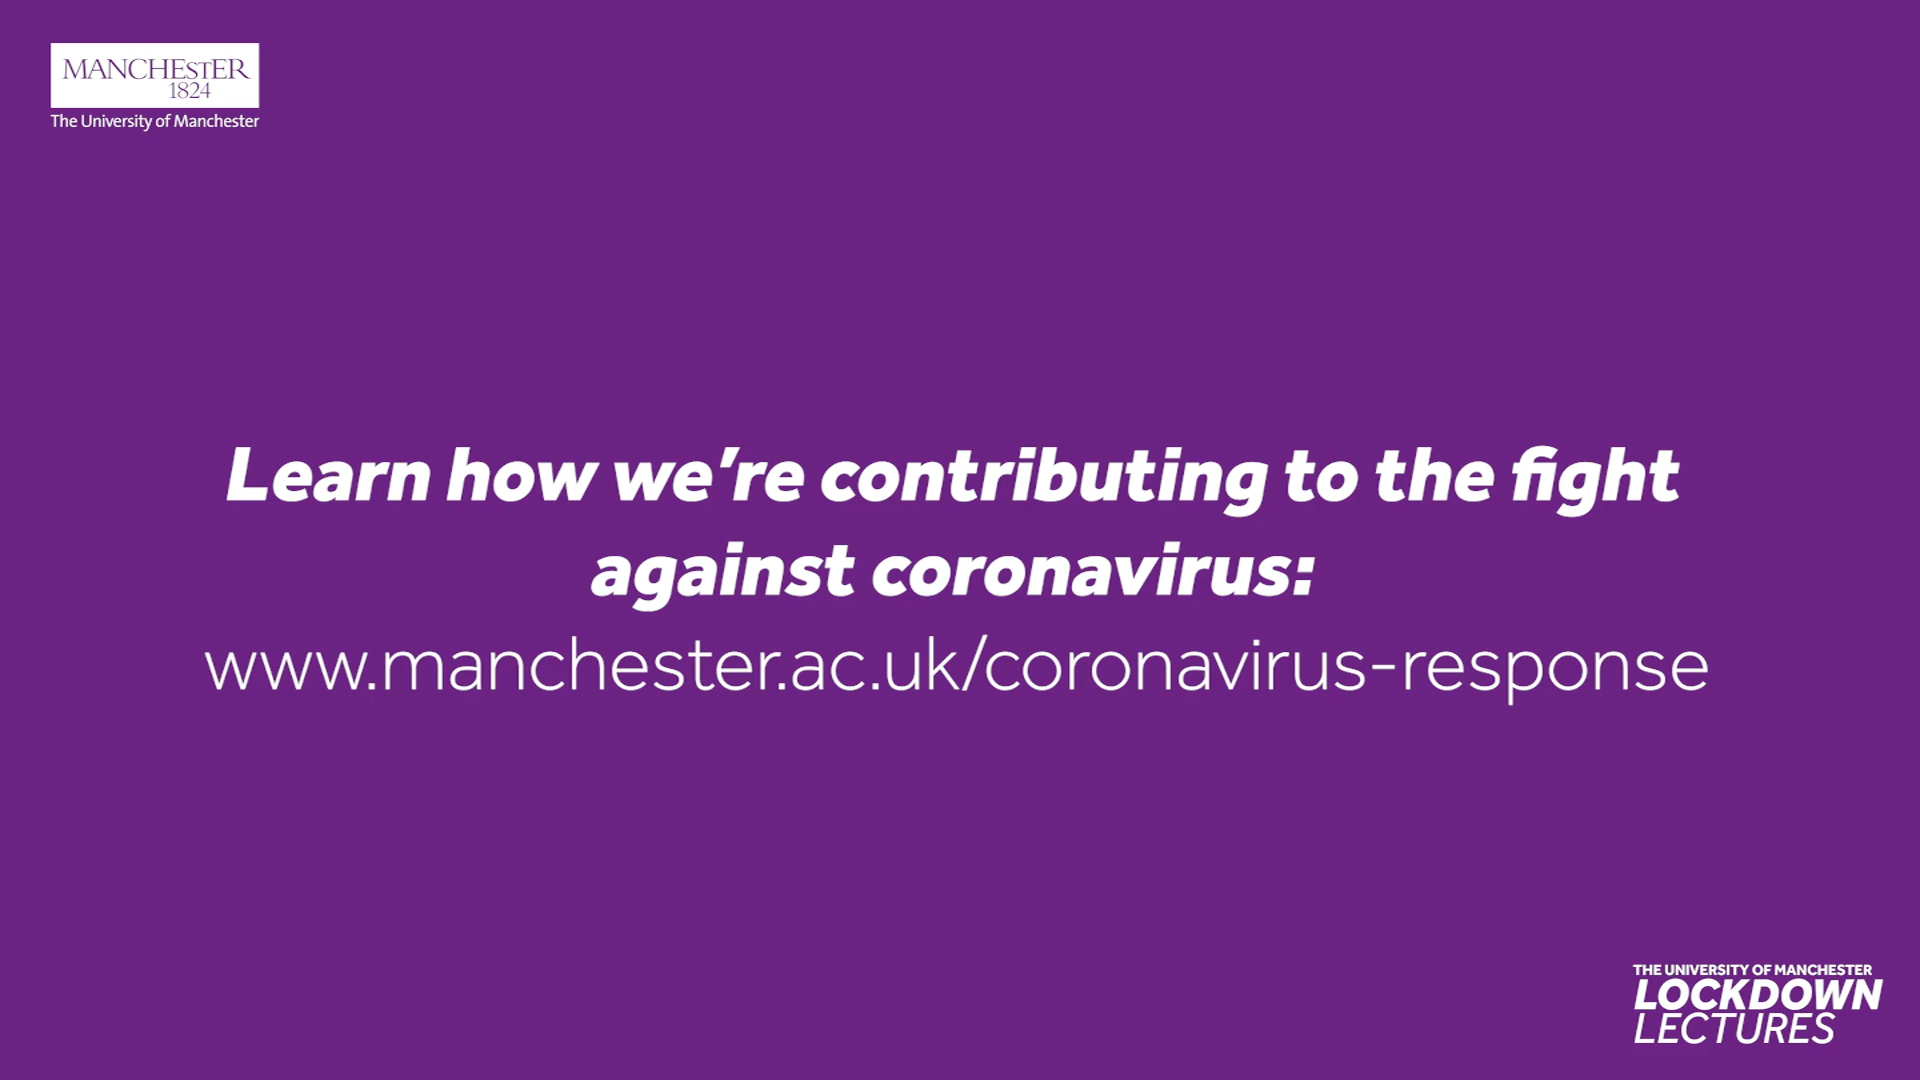 MANCHESTER
1824
The University of Manchester
Learn how we’re contributing to the fight
against coronavirus:
www.manchester.ac.uk/coronavirus-response
THE UNIVERSITY OF MANCHESTER
LOCKDOWN
LECTURES